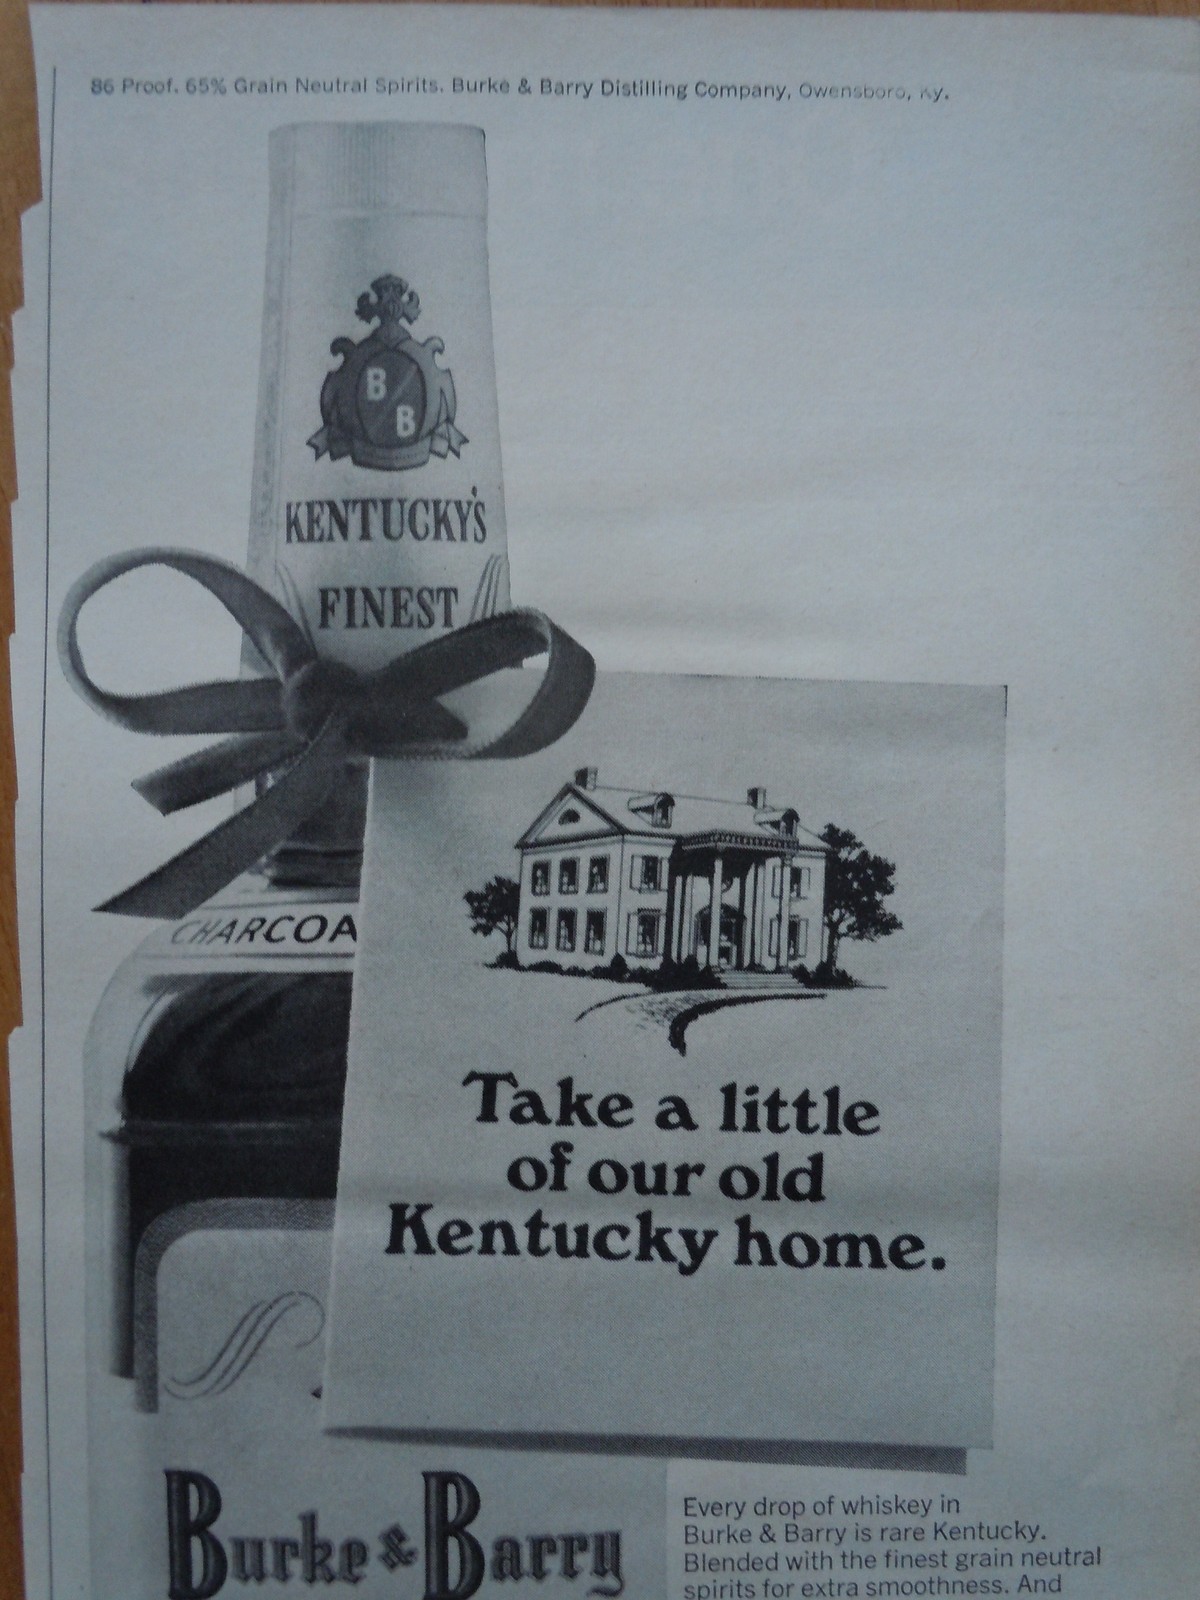 86 Proof. 65% Grain Neutral Spirits. Burke & Barry Distilling Company, Owensboro, Ky.
B
B
KENTUCKY'S
FINEST
CHARCOA
Take a little
of our old
Kentucky home.
Burke & Barry
Every drop of whiskey in
Burke & Barry is rare Kentucky.
Blended with the finest grain neutral
spirits for extra smoothness. And